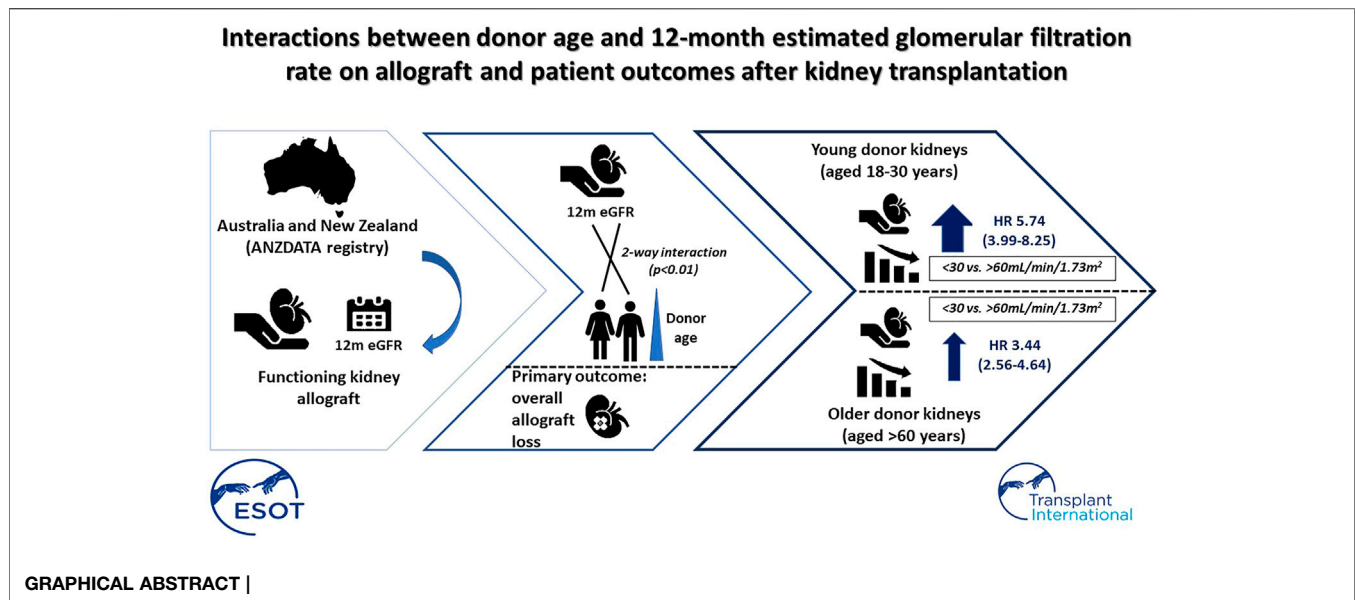 Interactions between donor age and 12-month estimated glomerular filtration
rate on allograft and patient outcomes after kidney transplantation
Australia and New Zealand
(ANZDATA registry)
12m eGFR
Functioning kidney
allograft
12m eGFR
2-way interaction
(p<0.01)
Donor
age
Primary outcome:
overall
allograft
loss
Young donor kidneys
(aged 18-30 years)
HR 5.74
(3.99-8.25)
<30 vs. >60mL/min/1.73m²
<30 vs. >60mL/min/1.73m²
HR 3.44
(2.56-4.64)
Older donor kidneys
(aged >60 years)
ESOT
Transplant
International
GRAPHICAL ABSTRACT |